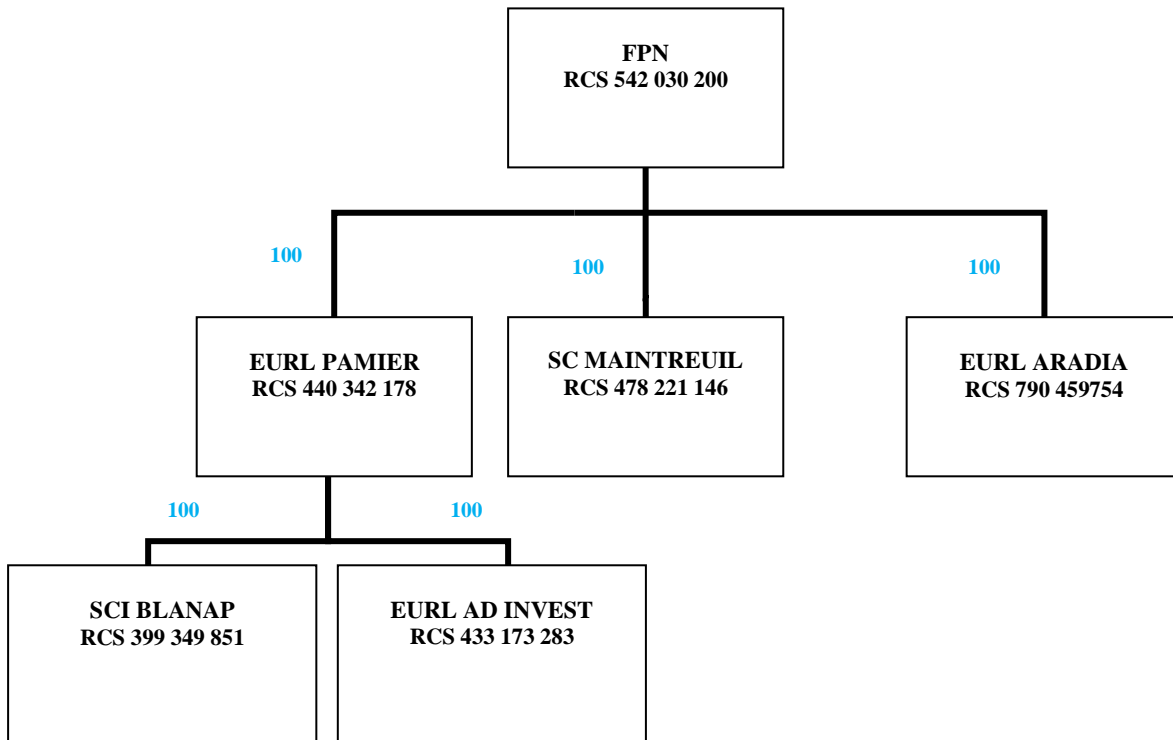 FPN
RCS 542 030 200
100
100
100
EURL PAMIER
RCS 440 342 178
SC MAINTREUIL
RCS 478 221 146
EURL ARADIA
RCS 790 459754
100
100
SCI BLANAP
RCS 399 349 851
EURL AD INVEST
RCS 433 173 283